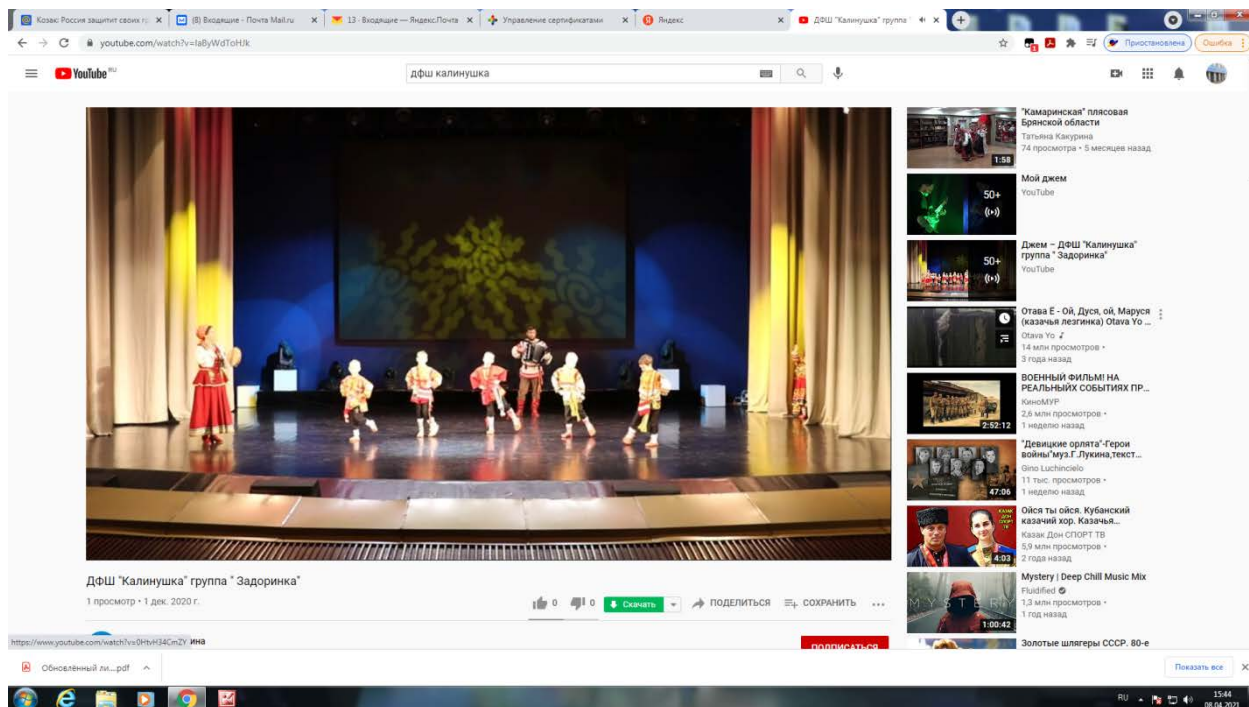 Козак: Россия защитит своих гр
(8) Входящие - Почта Mail.ru
13 · Входящие — Яндекс.Почта
Управление сертификатами
Яндекс
ДФШ "Калинушка" группа "
youtube.com/watch?v=IaByWdToHJk
Приостановлена
Ошибка
YouTube RU
дфш калинушка
"Камаринская" плясовая
Брянской области
Татьяна Какурина
74 просмотра • 5 месяцев назад
1:58
Мой джем
YouTube
50+
Джем – ДФШ "Калинушка"
группа " Задоринка"
YouTube
50+
Отава Ё - Ой, Дуся, ой, Маруся
(казачья лезгинка) Otava Yo ...
Otava Yo
14 млн просмотров •
3 года назад
ВОЕННЫЙ ФИЛЬМ! НА
РЕАЛЬНЫЙХ СОБЫТИЯХ ПР...
КиноМУР
2,6 млн просмотров •
1 неделю назад
2:52:12
"Девицкие орлята"-Герои
войны"муз.Г.Лукина,текст...
Gino Luchincielo
11 тыс. просмотров •
1 неделю назад
47:06
Ойся ты ойся. Кубанский
казачий хор. Казачья...
Казак Дон СПОРТ ТВ
5,9 млн просмотров •
2 года назад
4:03
КАЗАК
ДОН
СПОРТ
ТВ
Mystery | Deep Chill Music Mix
Fluidified
1,3 млн просмотров •
1 год назад
1:00:42
MYSTERY
Золотые шлягеры СССР. 80-е
ДФШ "Калинушка" группа " Задоринка"
1 просмотр • 1 дек. 2020 г.
0
0
Скачать
ПОДЕЛИТЬСЯ
СОХРАНИТЬ
...
ПОДПИСАТЬСЯ
https://www.youtube.com/watch?v=0HtvH34CmZY
ина
Обновлённый ли....pdf
Показать все
RU
15:44
08.04.2021